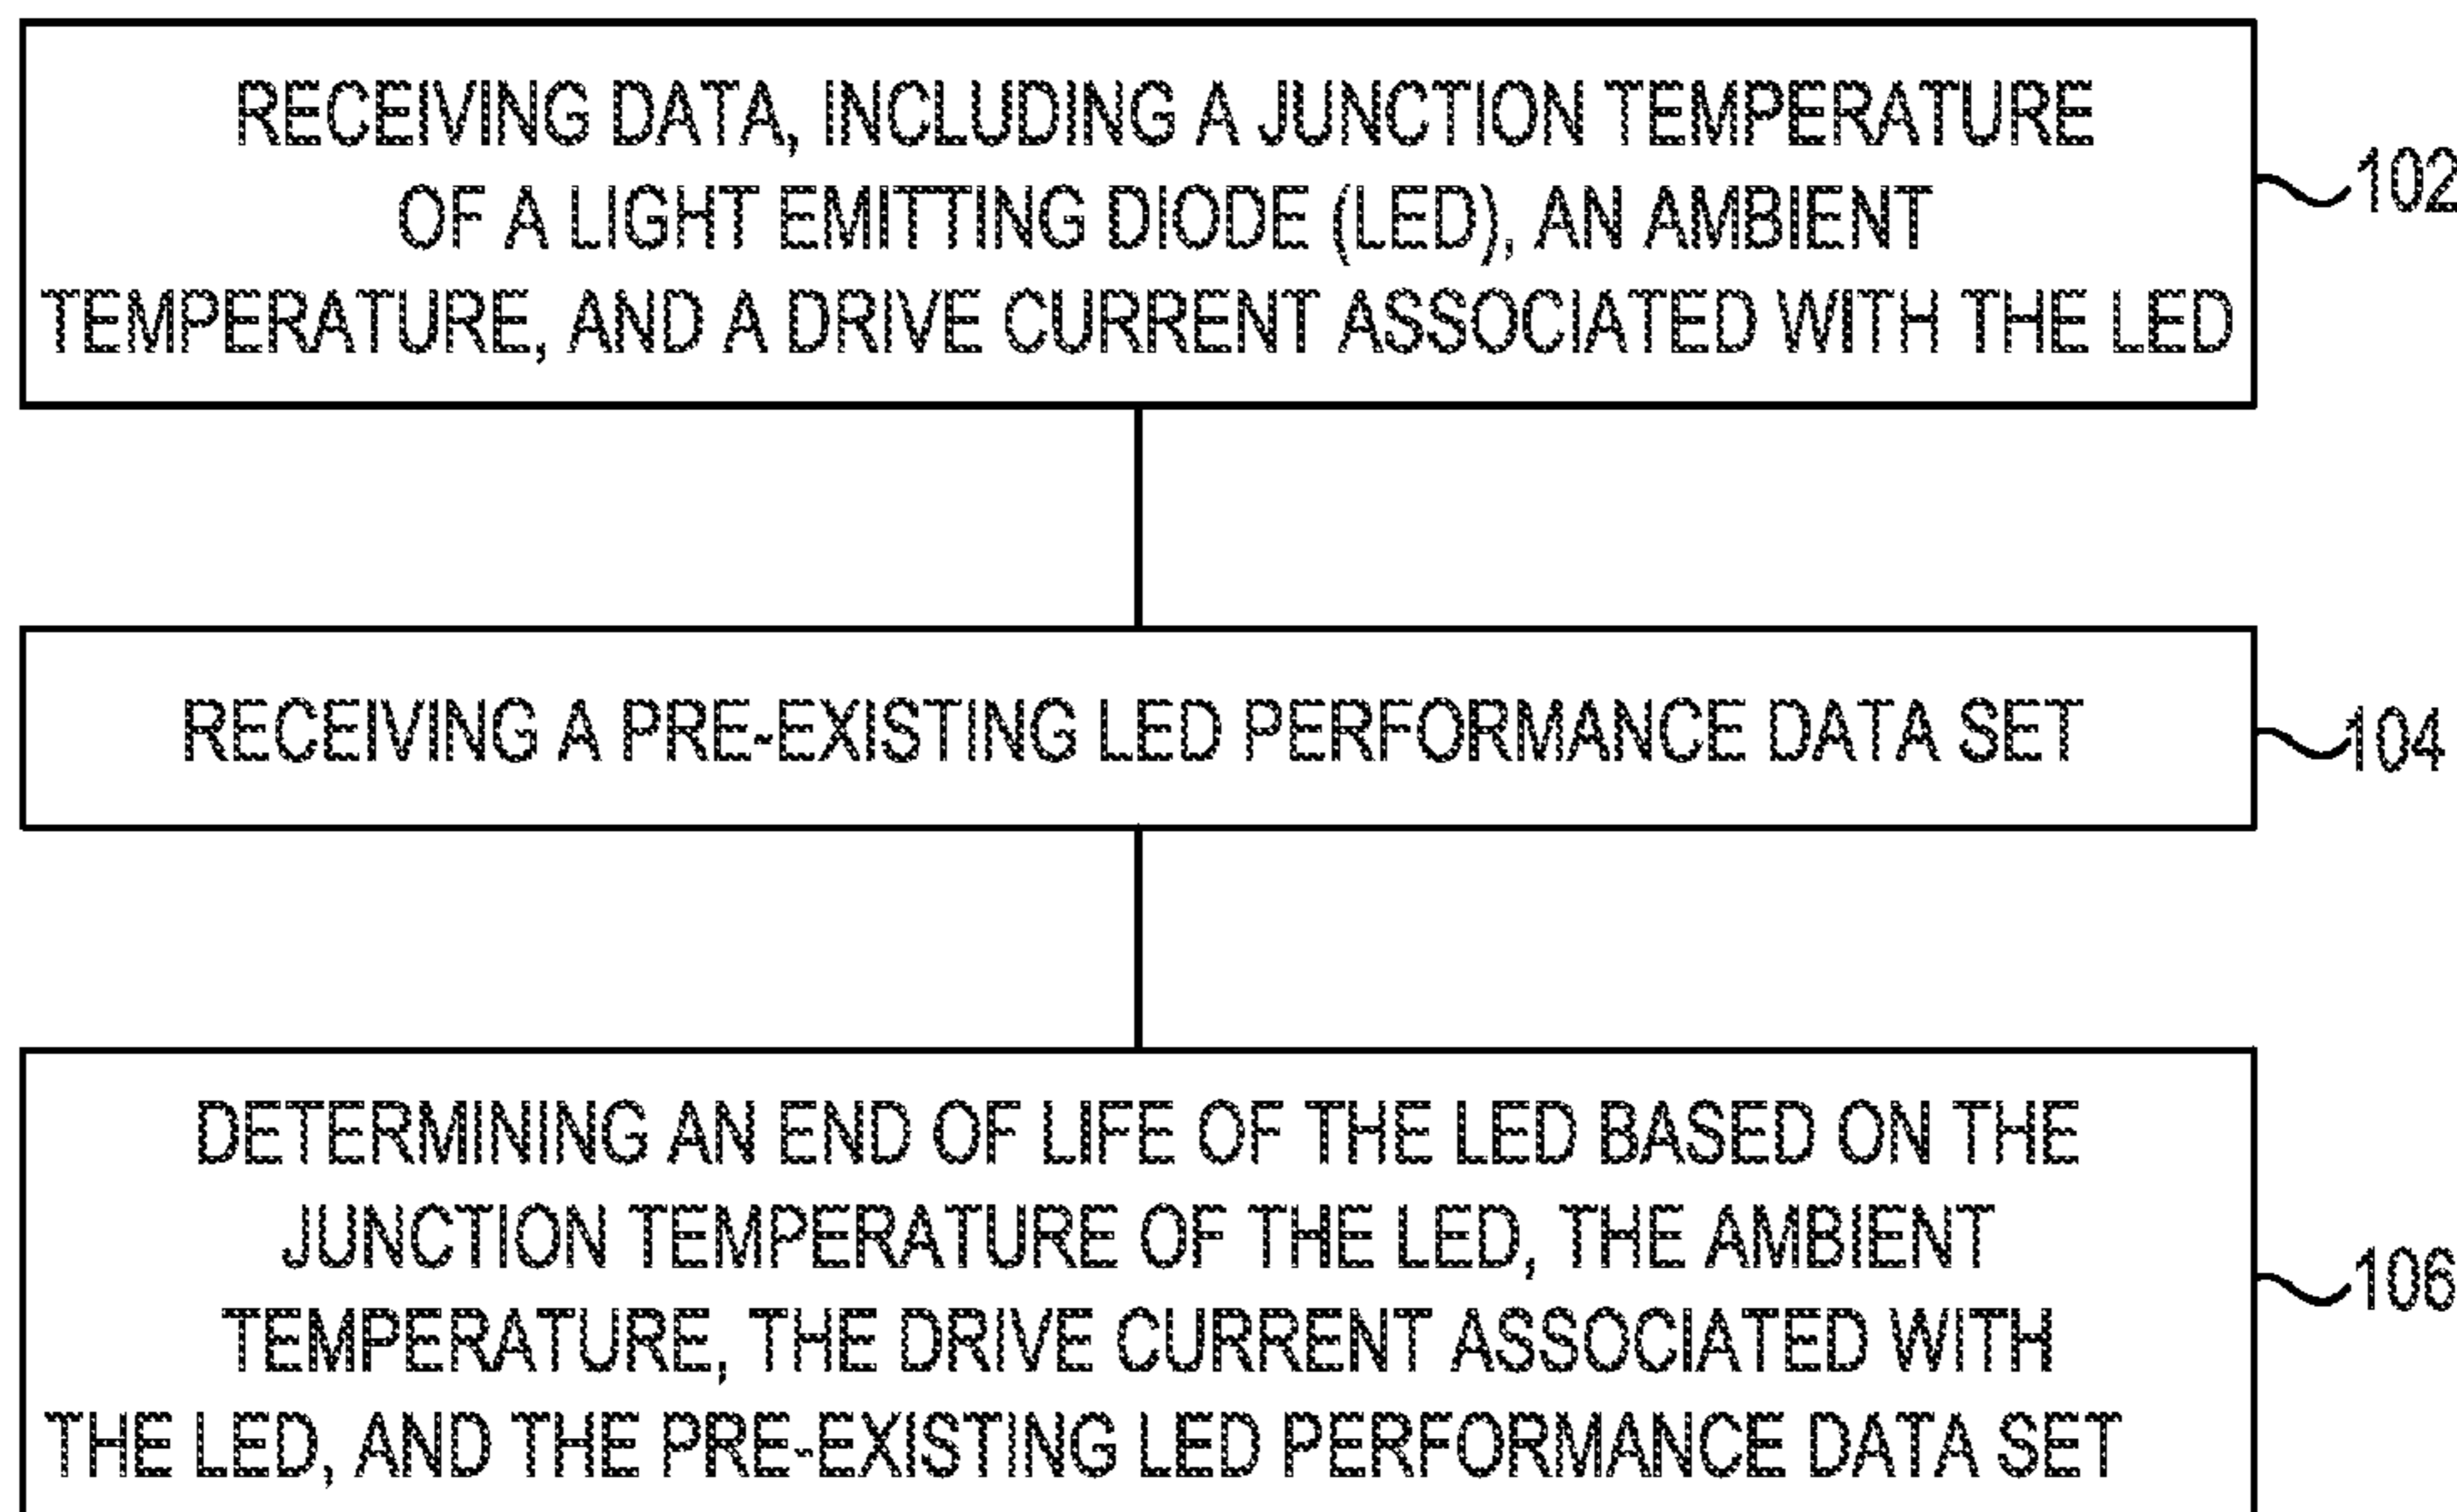 RECEIVING DATA, INCLUDING A JUNCTION TEMPERATURE
OF A LIGHT EMITTING DIODE (LED), AN AMBIENT
TEMPERATURE, AND A DRIVE CURRENT ASSOCIATED WITH THE LED
102
RECEIVING A PRE-EXISTING LED PERFORMANCE DATA SET
104
DETERMINING AN END OF LIFE OF THE LED BASED ON THE
JUNCTION TEMPERATURE OF THE LED, THE AMBIENT
TEMPERATURE, THE DRIVE CURRENT ASSOCIATED WITH
THE LED, AND THE PRE-EXISTING LED PERFORMANCE DATA SET
106